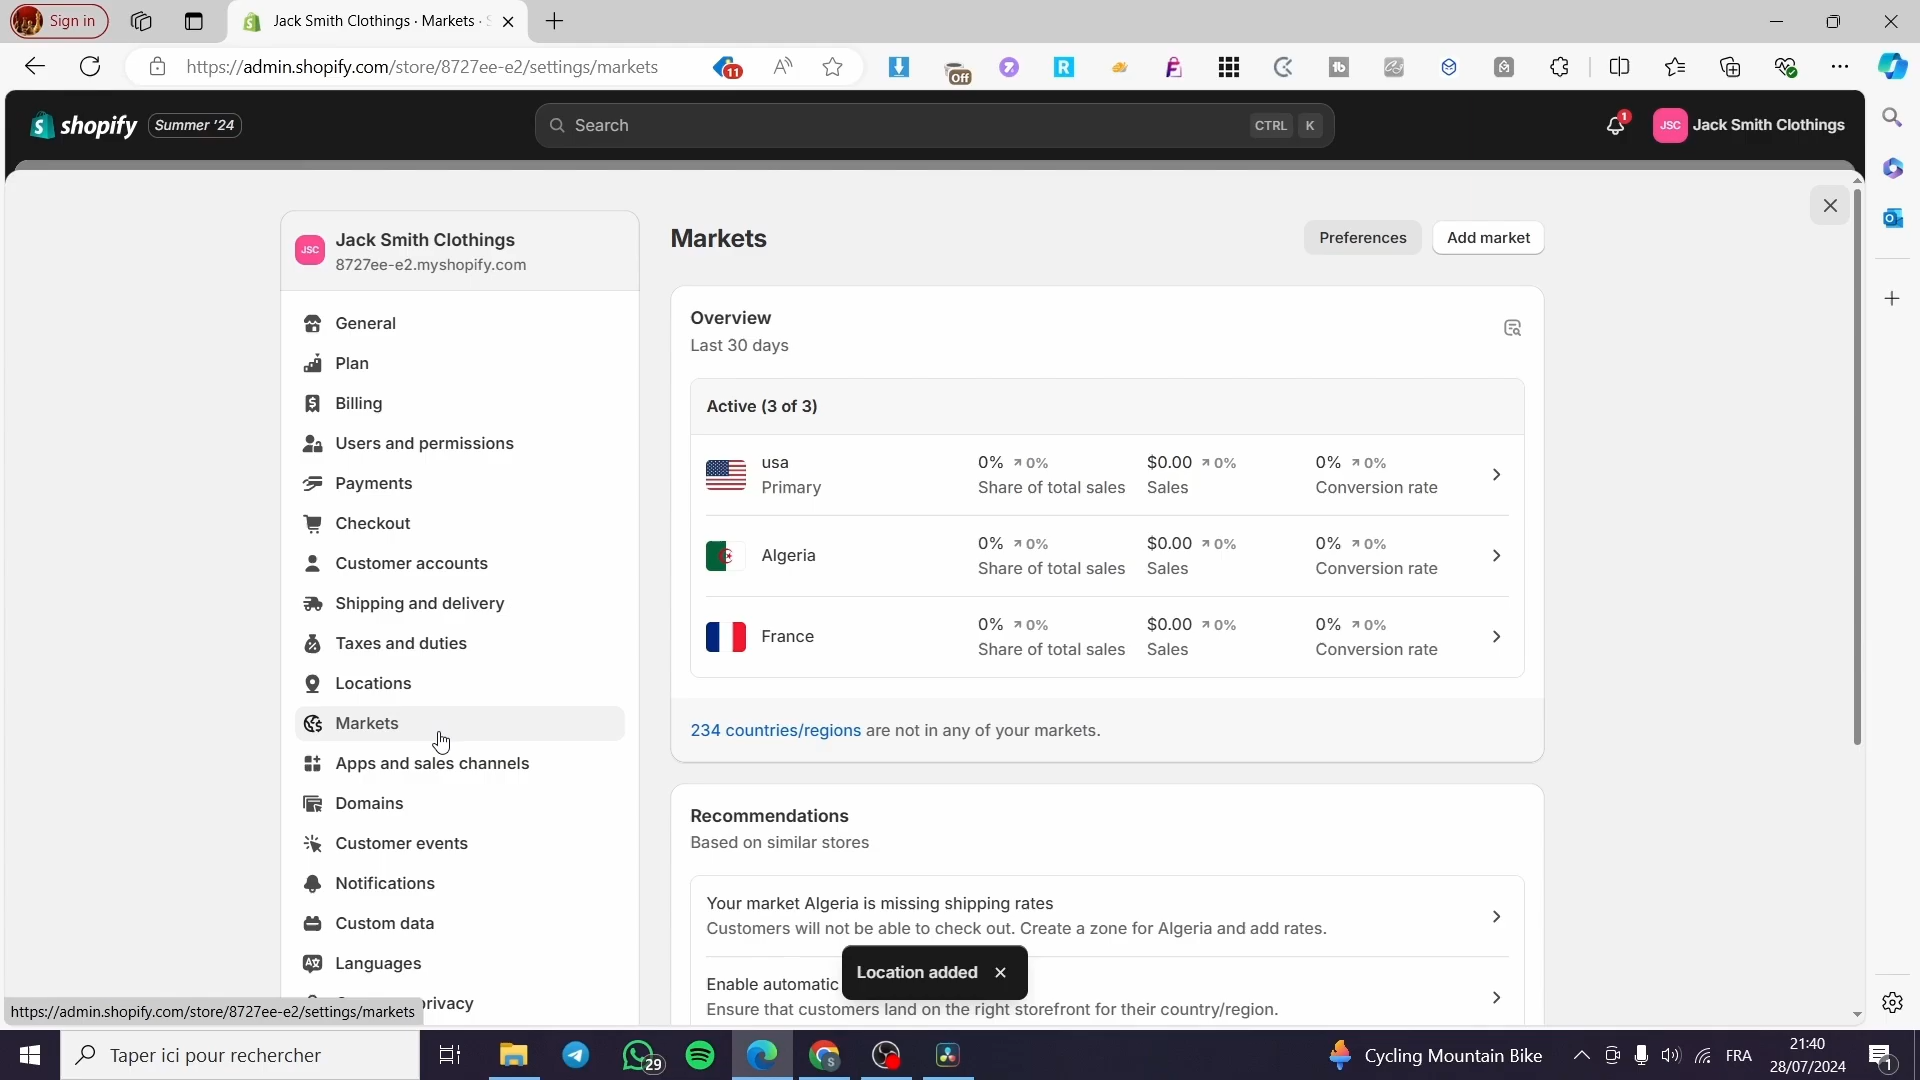 Sign in
Jack Smith Clothings · Markets ·
https://admin.shopify.com/store/8727ee-e2/settings/markets
11
Off
shopify
Summer '24
Search
CTRL K
1
JSC
Jack Smith Clothings
JSC
Jack Smith Clothings
8727ee-e2.myshopify.com
General
Plan
Billing
Users and permissions
Payments
Checkout
Customer accounts
Shipping and delivery
Taxes and duties
Locations
Markets
Apps and sales channels
Domains
Customer events
Notifications
Custom data
Languages
privacy
Markets
Preferences
Add market
Overview
Last 30 days
Active (3 of 3)
usa
Primary
0% 0%
Share of total sales
$0.00 0%
Sales
0% 0%
Conversion rate
Algeria
0% 0%
Share of total sales
$0.00 0%
Sales
0% 0%
Conversion rate
France
0% 0%
Share of total sales
$0.00 0%
Sales
0% 0%
Conversion rate
234 countries/regions are not in any of your markets.
Recommendations
Based on similar stores
Your market Algeria is missing shipping rates
Customers will not be able to check out. Create a zone for Algeria and add rates.
Enable automatic
Ensure that customers land on the right storefront for their country/region.
Location added
https://admin.shopify.com/store/8727ee-e2/settings/markets
Taper ici pour rechercher
29
Cycling Mountain Bike
FRA
21:40
28/07/2024
1